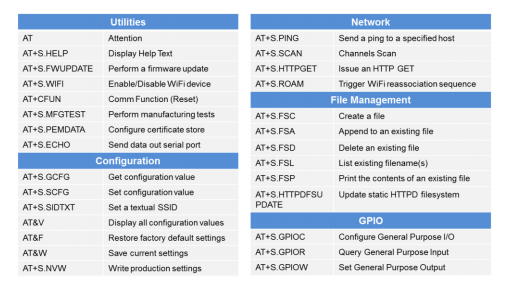 Utilities
AT Attention
AT+S.HELP Display Help Text
AT+S.FWUPDATE Perform a firmware update
AT+S.WIFI Enable/Disable WiFi device
AT+CFUN Comm Function (Reset)
AT+S.MFGTEST Perform manufacturing tests
AT+S.PEMDATA Configure certificate store
AT+S.ECHO Send data out serial port
Configuration
AT+S.GCFG Get configuration value
AT+S.SCFG Set configuration value
AT+S.SIDTXT Set a textual SSID
AT&V Display all configuration values
AT&F Restore factory default settings
AT&W Save current settings
AT+S.NVW Write production settings
Network
AT+S.PING Send a ping to a specified host
AT+S.SCAN Channels Scan
AT+S.HTTPGET Issue an HTTP GET
AT+S.ROAM Trigger WiFi reassociation sequence
File Management
AT+S.FSC Create a file
AT+S.FSA Append to an existing file
AT+S.FSD Delete an existing file
AT+S.FSL List existing filename(s)
AT+S.FSP Print the contents of an existing file
AT+S.HTTPDFSU Update static HTTPD filesystem
PDATE
GPIO
AT+S.GPIOC Configure General Purpose I/O
AT+S.GPIOR Query General Purpose Input
AT+S.GPIOW Set General Purpose Output